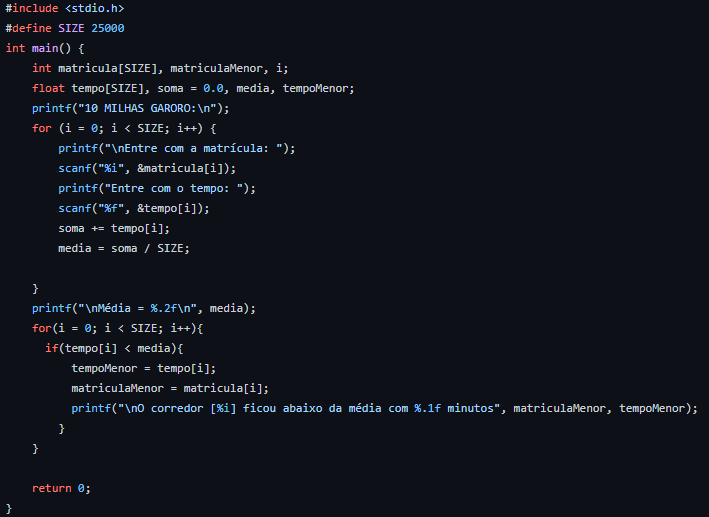 #include <stdio.h>
#define SIZE 25000
int main() {
    int matricula[SIZE], matriculaMenor, i;
    float tempo[SIZE], soma = 0.0, media, tempoMenor;
    printf("10 MILHAS GARORO:\n");
    for (i = 0; i < SIZE; i++) {
        printf("\nEntre com a matrícula: ");
        scanf("%i", &matricula[i]);
        printf("Entre com o tempo: ");
        scanf("%f", &tempo[i]);
        soma += tempo[i];
        media = soma / SIZE;

    }
    printf("\nMédia = %.2f\n", media);
    for(i = 0; i < SIZE; i++){
      if(tempo[i] < media){
          tempoMenor = tempo[i];
          matriculaMenor = matricula[i];
          printf("\nO corredor [%i] ficou abaixo da média com %.1f minutos", matriculaMenor, tempoMenor);
        }
    }

    return 0;
}